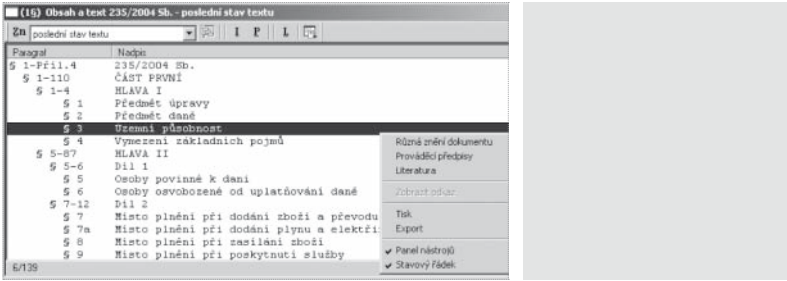 (1§) Obsah a text 235/2004 Sb. - poslední stav textu
Zn poslední stav textu I P L
Paragraf Nadpis
§ 1-Příl.4 235/2004 Sb.
§ 1-110 ČÁST PRVNÍ
§ 1-4 HLAVA I
§ 1 Předmět úpravy
§ 2 Předmět daně
§ 3 Územní působnost
§ 4 Vymezení základních pojmů
§ 5-87 HLAVA II
§ 5-6 Díl 1
§ 5 Osoby povinné k dani
§ 6 Osoby osvobozené od uplatňování daně
§ 7-12 Díl 2
§ 7 Místo plnění při dodání zboží a převodu
§ 7a Místo plnění při dodání plynu a elektři
§ 8 Místo plnění při zasílání zboží
§ 9 Místo plnění při poskytnutí služby
6/139
Různá znění dokumentu
Prováděcí předpisy
Literatura
Zobrazit odkaz
Tisk
Export
Panel nástrojů
Stavový řádek